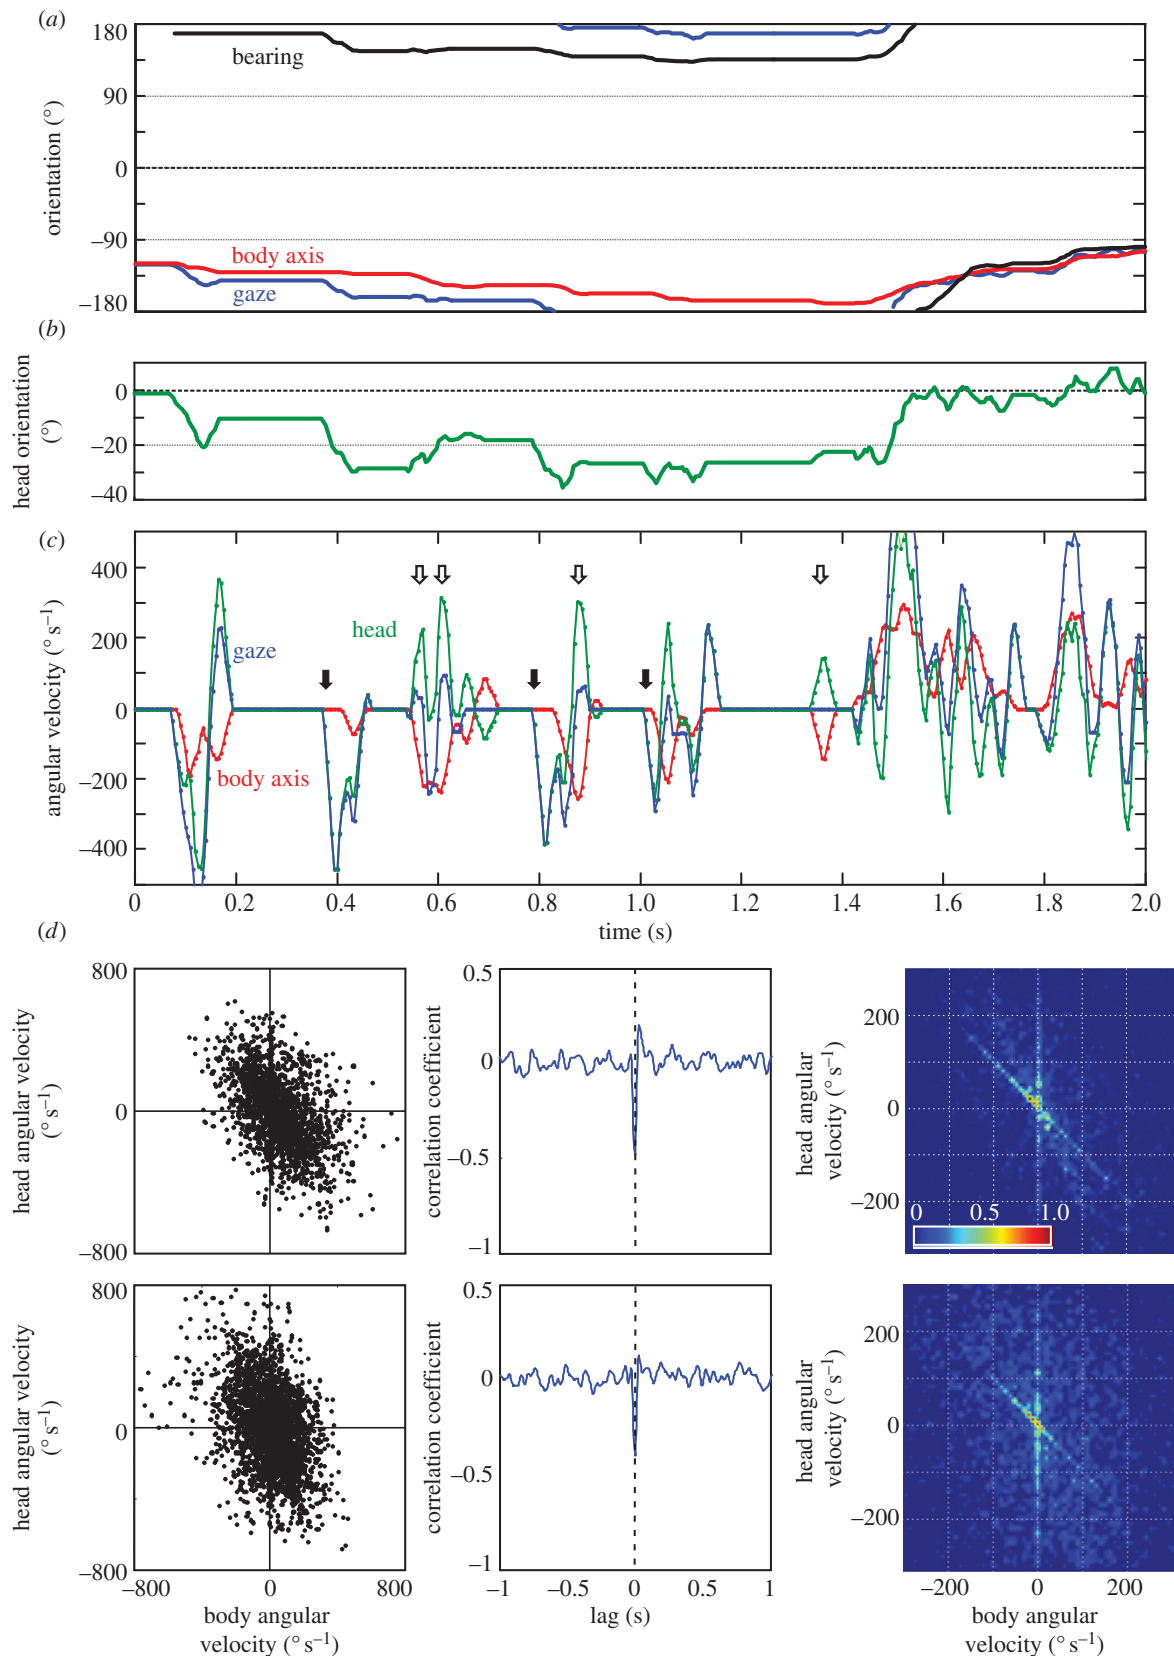 (a)
180
90
0
–90
–180
orientation (°)
bearing
body axis
gaze
(b)
0
–20
–40
head orientation
(°)
(c)
400
200
0
–200
–400
angular velocity (° s–1)
head
gaze
body axis
0 0.2 0.4 0.6 0.8 1.0 1.2 1.4 1.6 1.8 2.0
time (s)
(d)
800
0
–800
head angular velocity
(° s–1)
0.5
0
–0.5
–1
correlation coefficient
200
0
–200
head angular
velocity (° s–1)
0 0.5 1.0
800
0
–800
head angular velocity
(° s–1)
–800 0 800
body angular
velocity (° s–1)
0.5
0
–0.5
–1
correlation coefficient
–1 –0.5 0 0.5 1
lag (s)
200
0
–200
head angular
velocity (° s–1)
–200 0 200
body angular
velocity (° s–1)